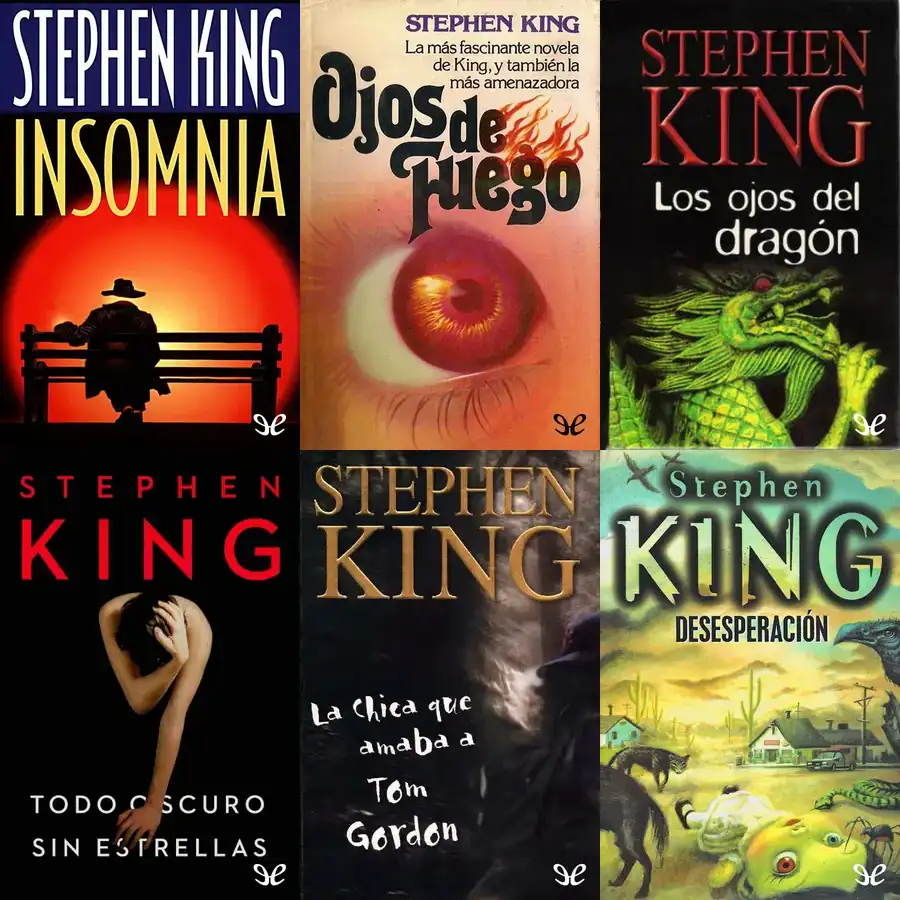 STEPHEN KING
INSOMNIA
STEPHEN KING
La más fascinante novela
de King, y también la
más amenazadora
Ojos de
Fuego
STEPHEN
KING
Los ojos del
dragón
STEPHEN
KING
TODO OSCURO
SIN ESTRELLAS
STEPHEN
KING
La chica que
amaba a
Tom
Gordon
Stephen
KING
DESESPERACIÓN